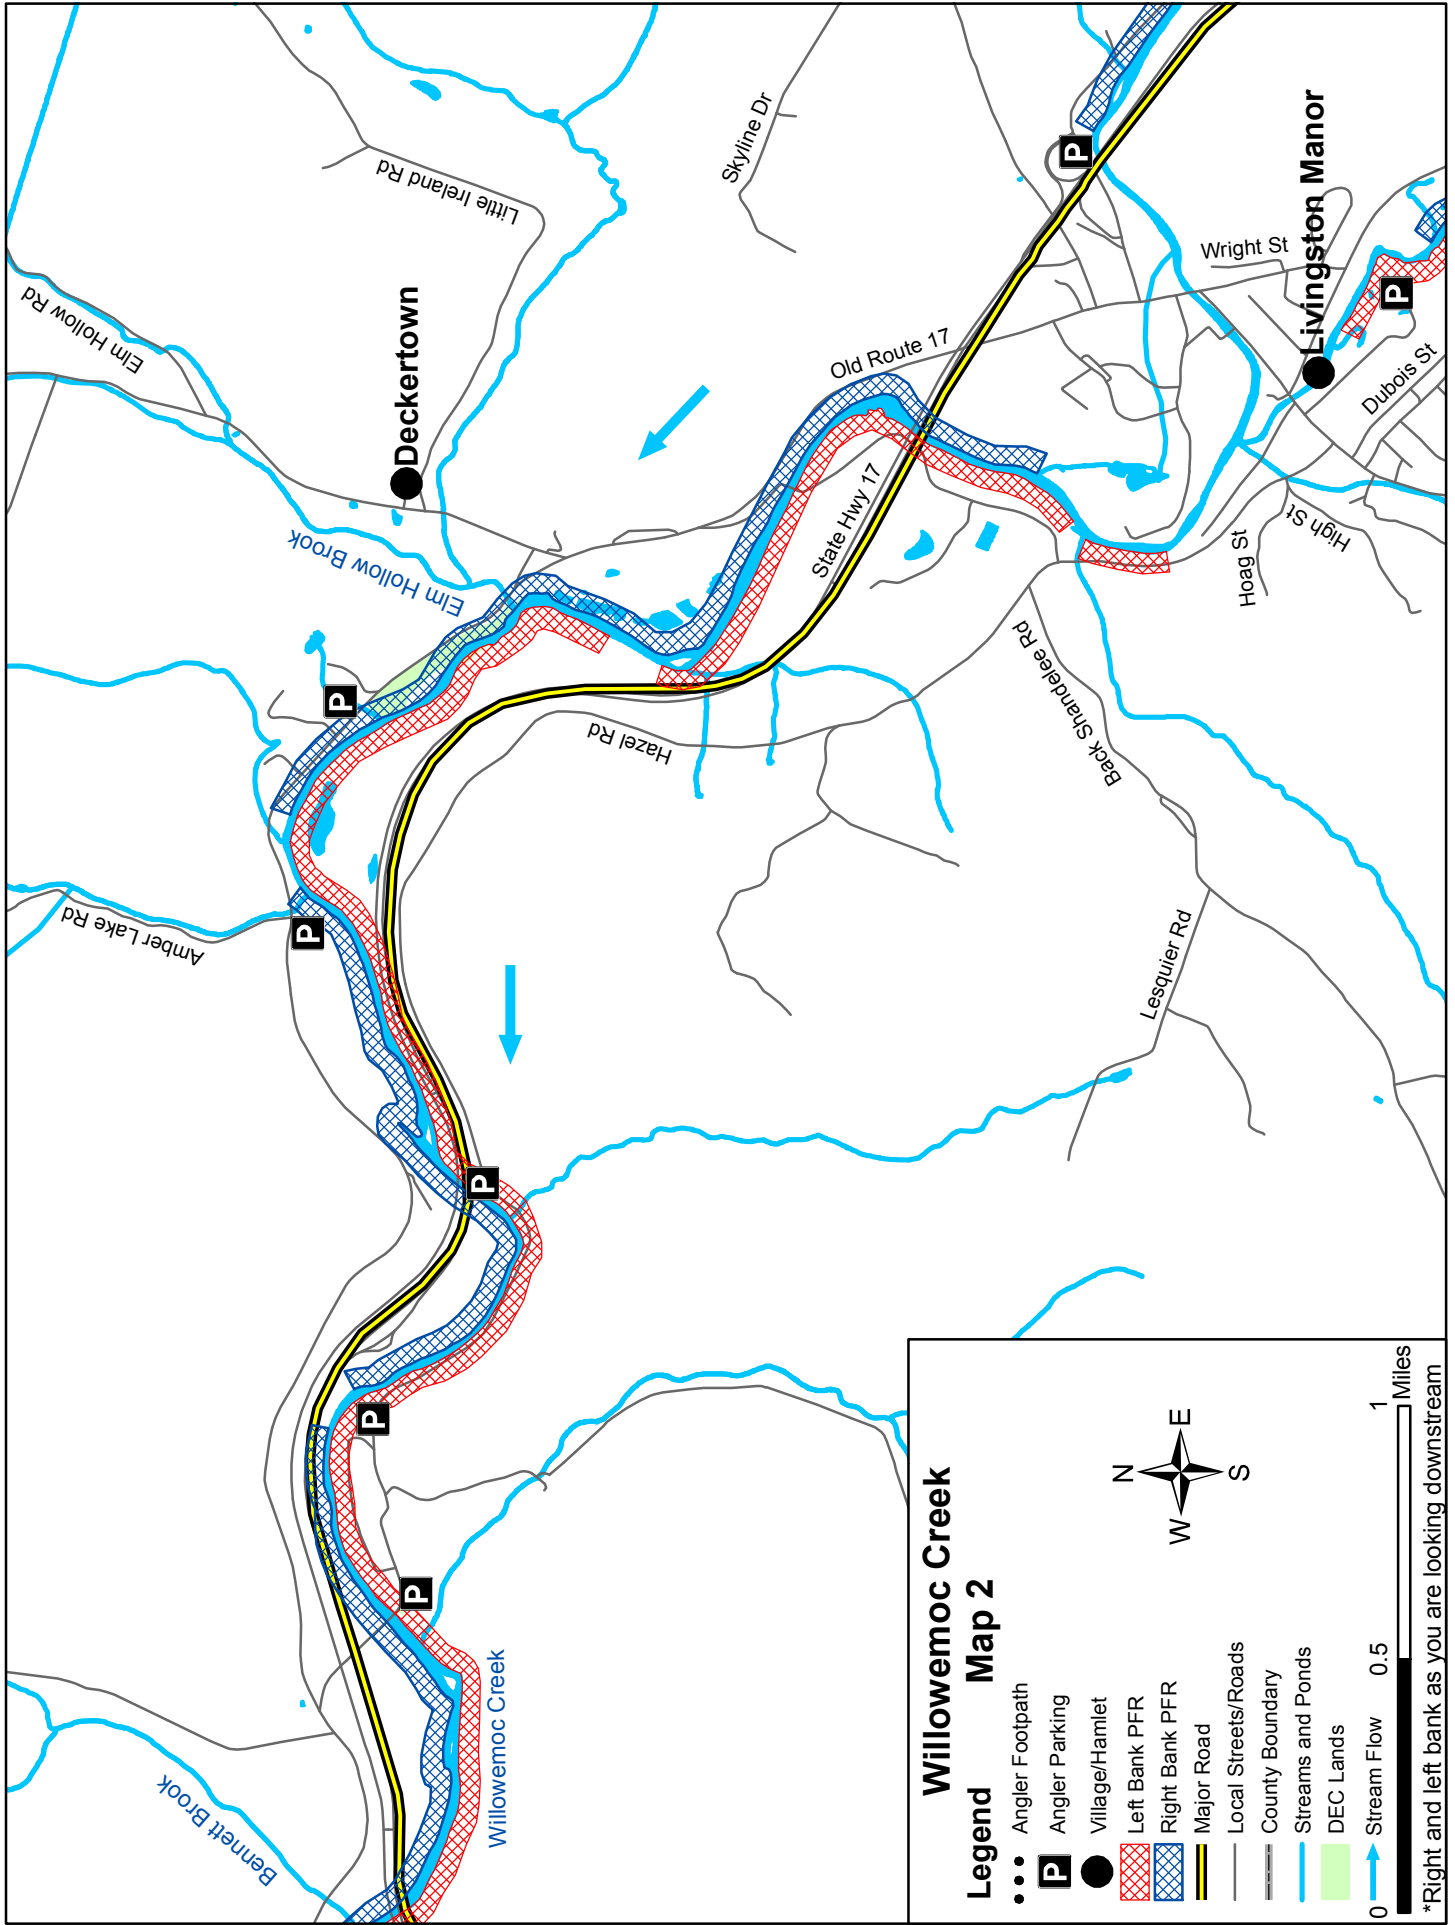 Willowemoc Creek
Map 2
Legend
Angler Footpath
P Angler Parking
Village/Hamlet
Left Bank PFR
Right Bank PFR
Major Road
Local Streets/Roads
County Boundary
Streams and Ponds
DEC Lands
Stream Flow
0 0.5 1
Miles
*Right and left bank as you are looking downstream
N
W E
S
Bennett Brook
Willowemoc Creek
Amber Lake Rd
Elm Hollow Brook
Elm Hollow Rd
Deckertown
Little Ireland Rd
Skyline Dr
Old Route 17
State Hwy 17
Hazel Rd
Back Shandelee Rd
Lesquier Rd
Hoag St
High St
Dubois St
Wright St
Livingston Manor
P
P
P
P
P
P
P